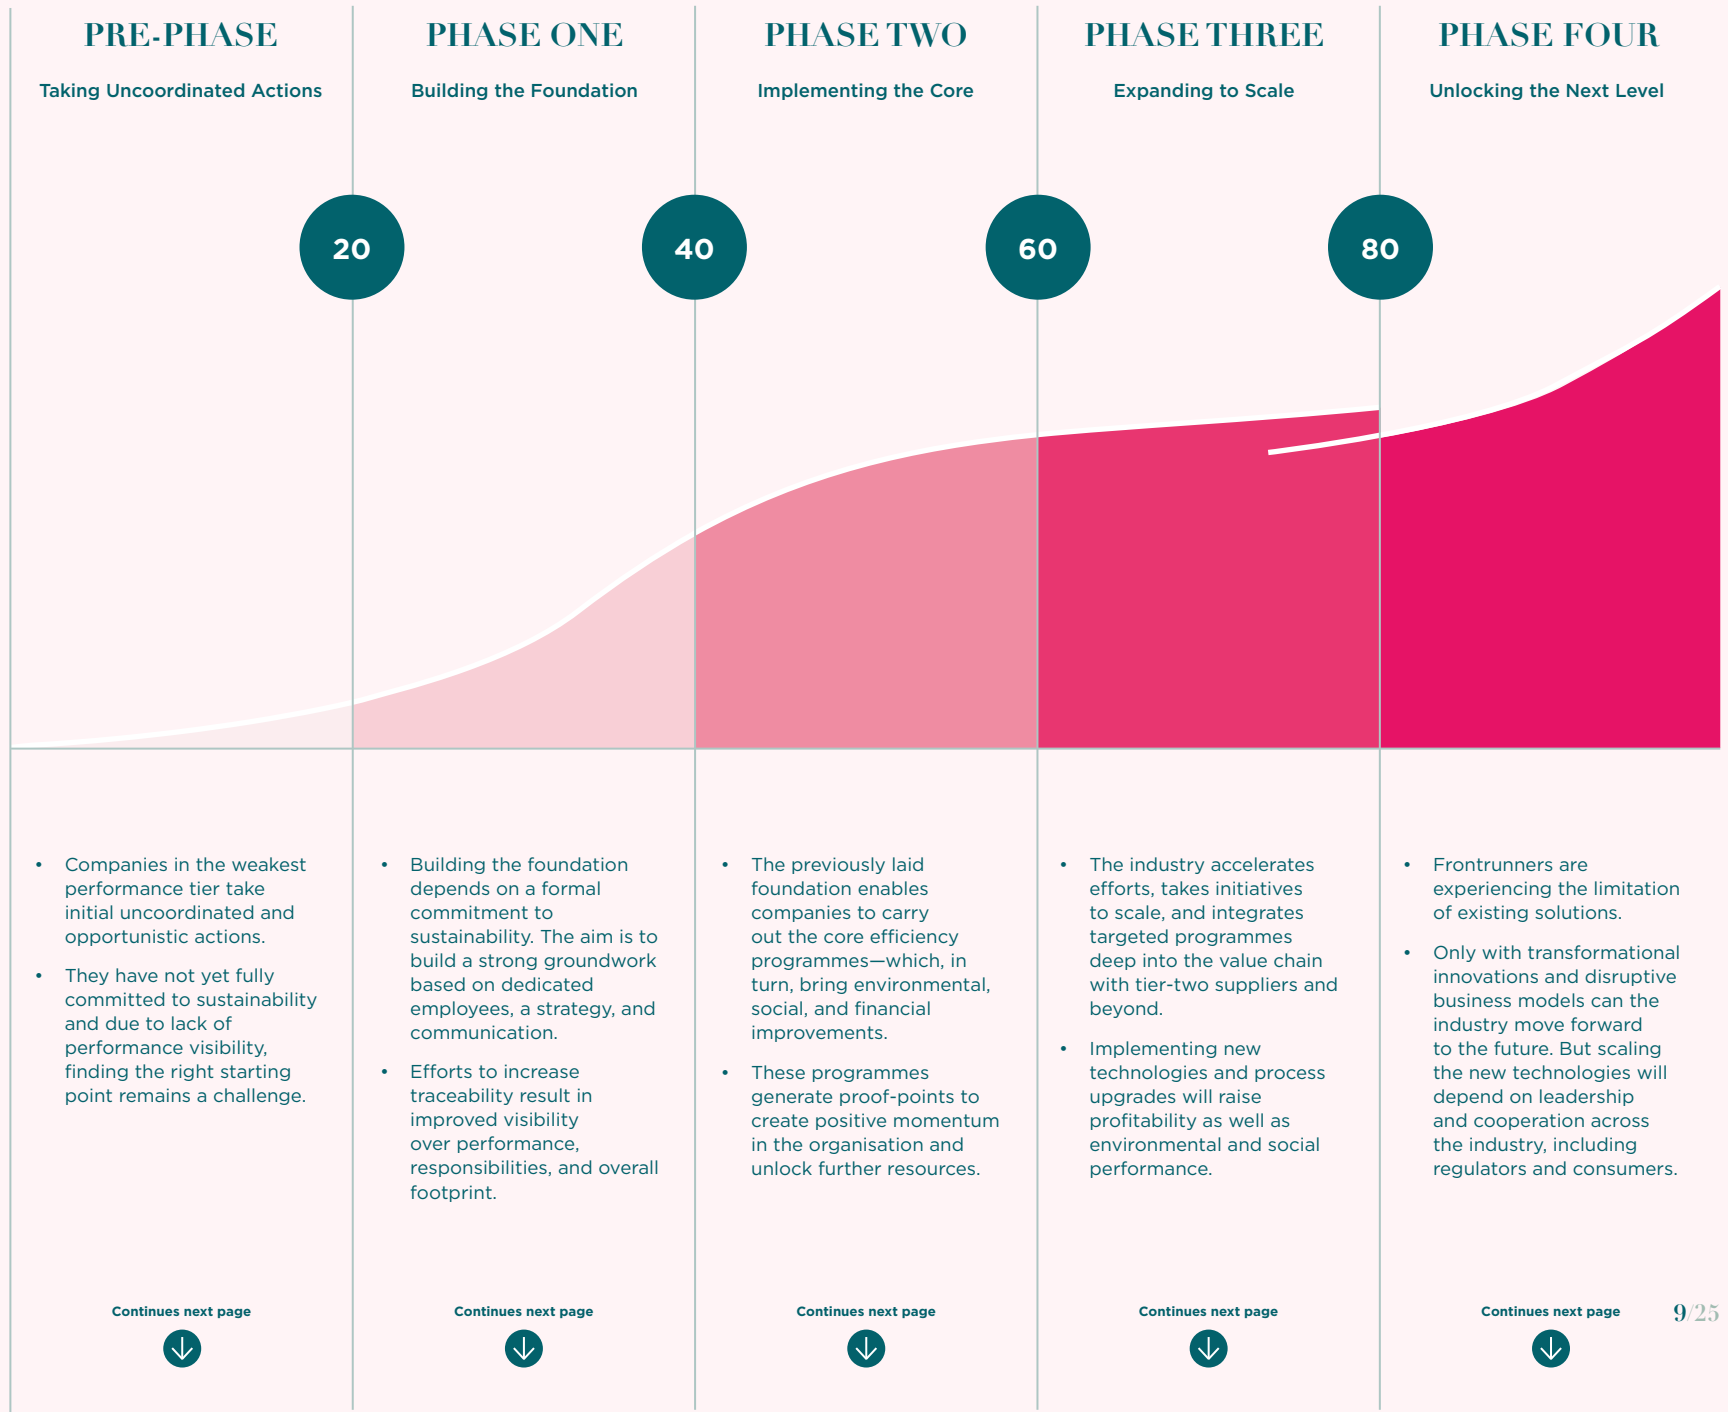 PRE-PHASE
Taking Uncoordinated Actions
PHASE ONE
Building the Foundation
PHASE TWO
Implementing the Core
PHASE THREE
Expanding to Scale
PHASE FOUR
Unlocking the Next Level
20
40
60
80
• Companies in the weakest
performance tier take
initial uncoordinated and
opportunistic actions.
• They have not yet fully
committed to sustainability
and due to lack of
performance visibility,
finding the right starting
point remains a challenge.
Continues next page
• Building the foundation
depends on a formal
commitment to
sustainability. The aim is to
build a strong groundwork
based on dedicated
employees, a strategy, and
communication.
• Efforts to increase
traceability result in
improved visibility
over performance,
responsibilities, and overall
footprint.
Continues next page
• The previously laid
foundation enables
companies to carry
out the core efficiency
programmes—which, in
turn, bring environmental,
social, and financial
improvements.
• These programmes
generate proof-points to
create positive momentum
in the organisation and
unlock further resources.
Continues next page
• The industry accelerates
efforts, takes initiatives
to scale, and integrates
targeted programmes
deep into the value chain
with tier-two suppliers and
beyond.
• Implementing new
technologies and process
upgrades will raise
profitability as well as
environmental and social
performance.
Continues next page
• Frontrunners are
experiencing the limitation
of existing solutions.
• Only with transformational
innovations and disruptive
business models can the
industry move forward
to the future. But scaling
the new technologies will
depend on leadership
and cooperation across
the industry, including
regulators and consumers.
Continues next page
9/25